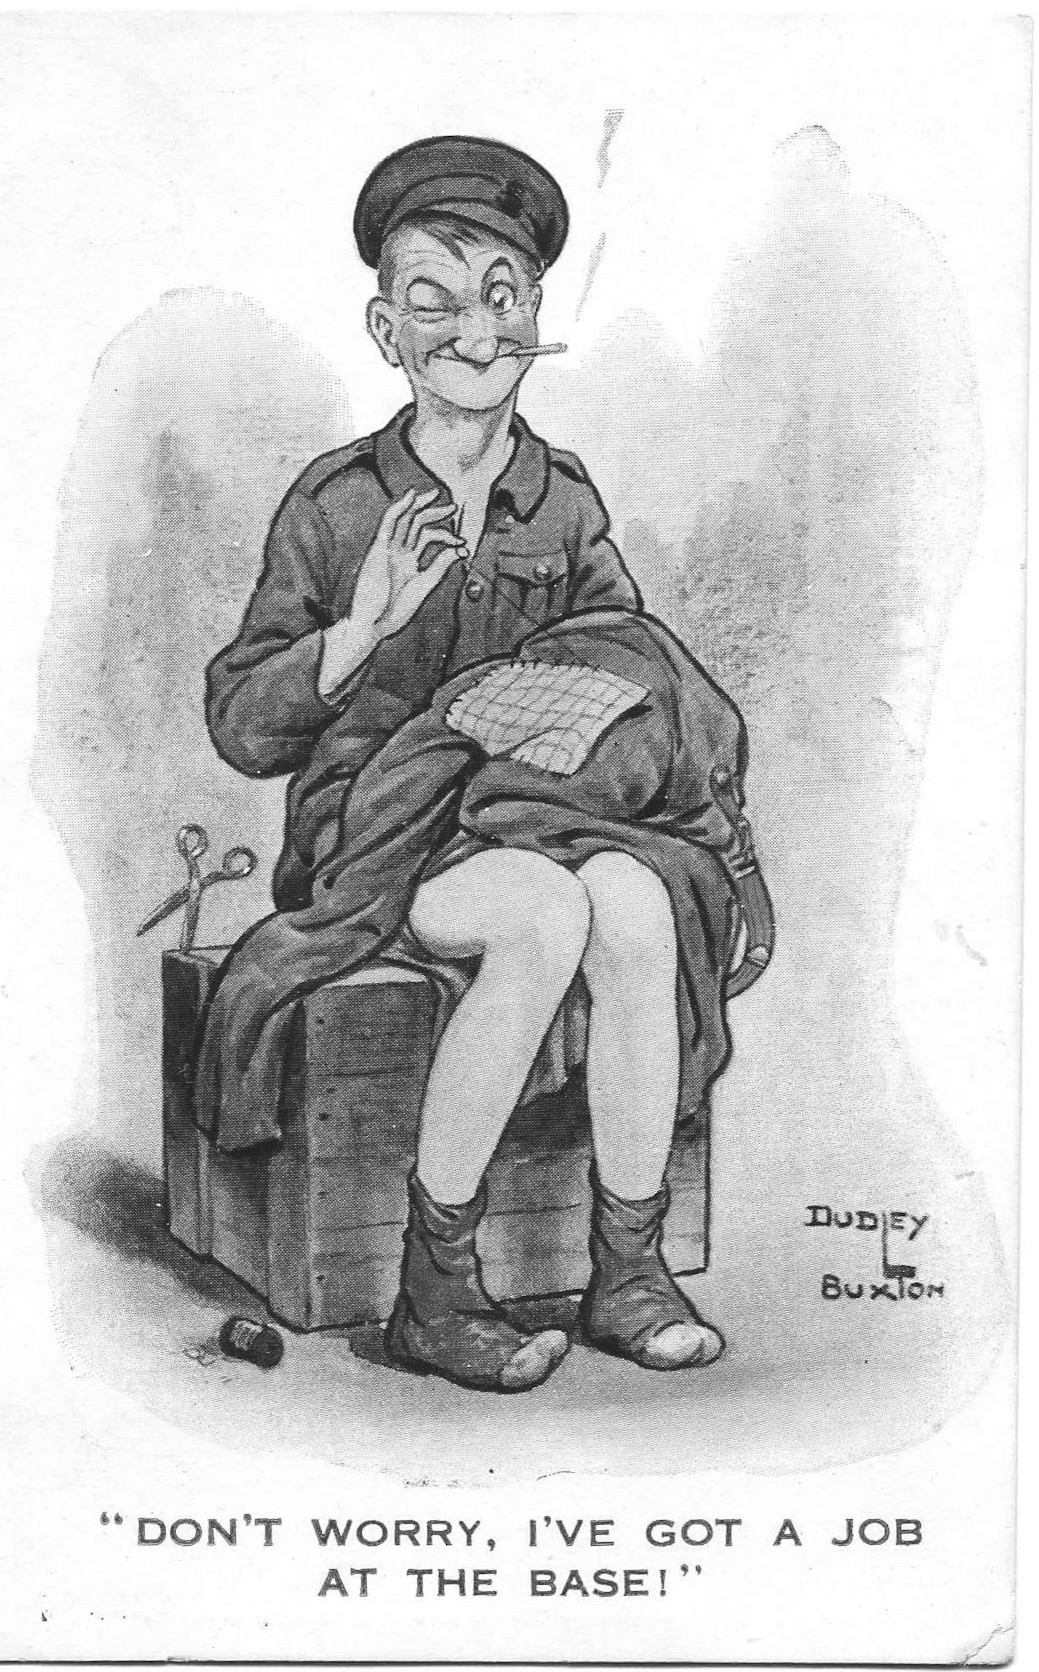 DUDLEY
BUXTON
“DON’T WORRY, I’VE GOT A JOB
AT THE BASE!”